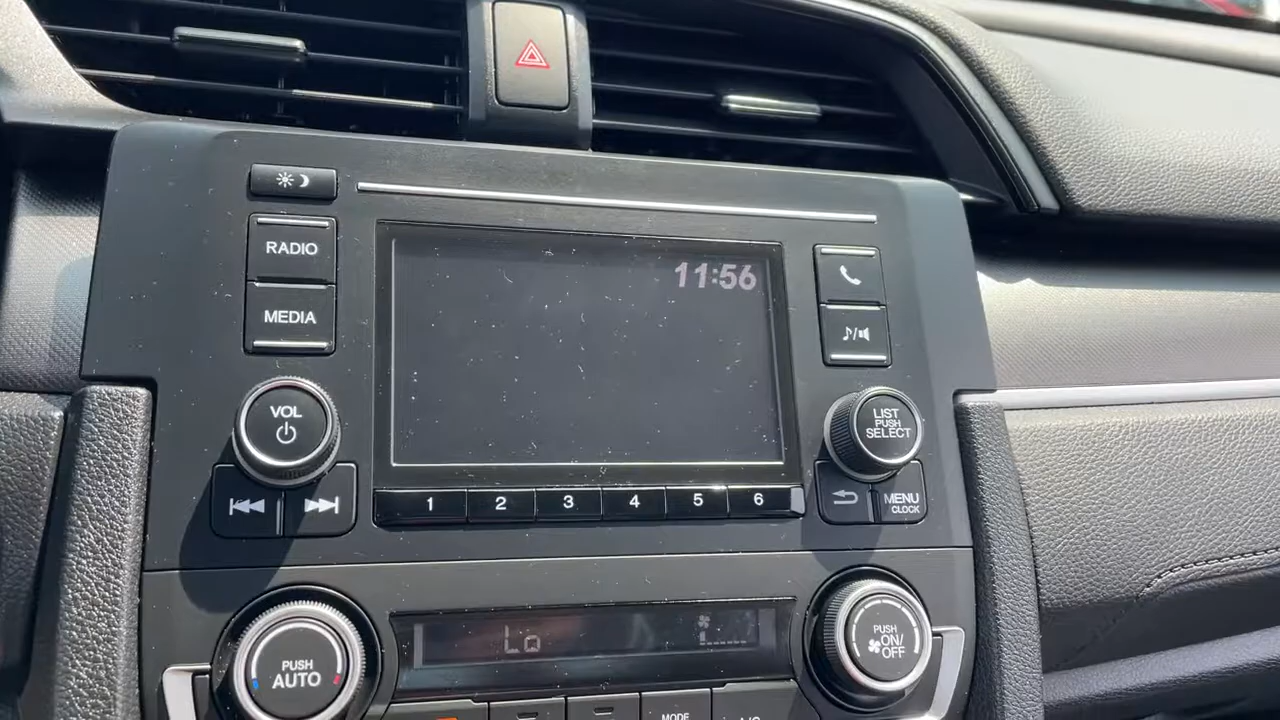 RADIO
MEDIA
11:56
VOL
LIST
PUSH
SELECT
1 2 3 4 5 6
MENU
CLOCK
Lo
PUSH
AUTO
PUSH
ON/
OFF
MODE
A/C